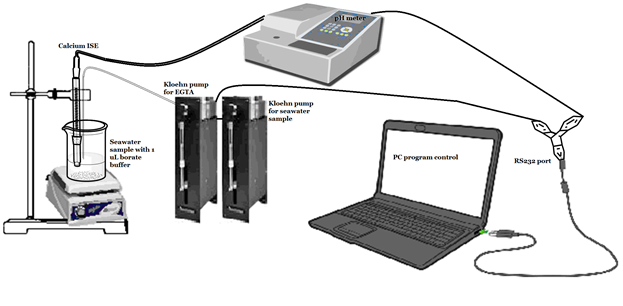 pH meter
Calcium ISE
Kloehn pump
for EGTA
Kloehn pump
for seawater
sample
Seawater
sample with 1
uL borate
buffer
PC program control
RS232 port